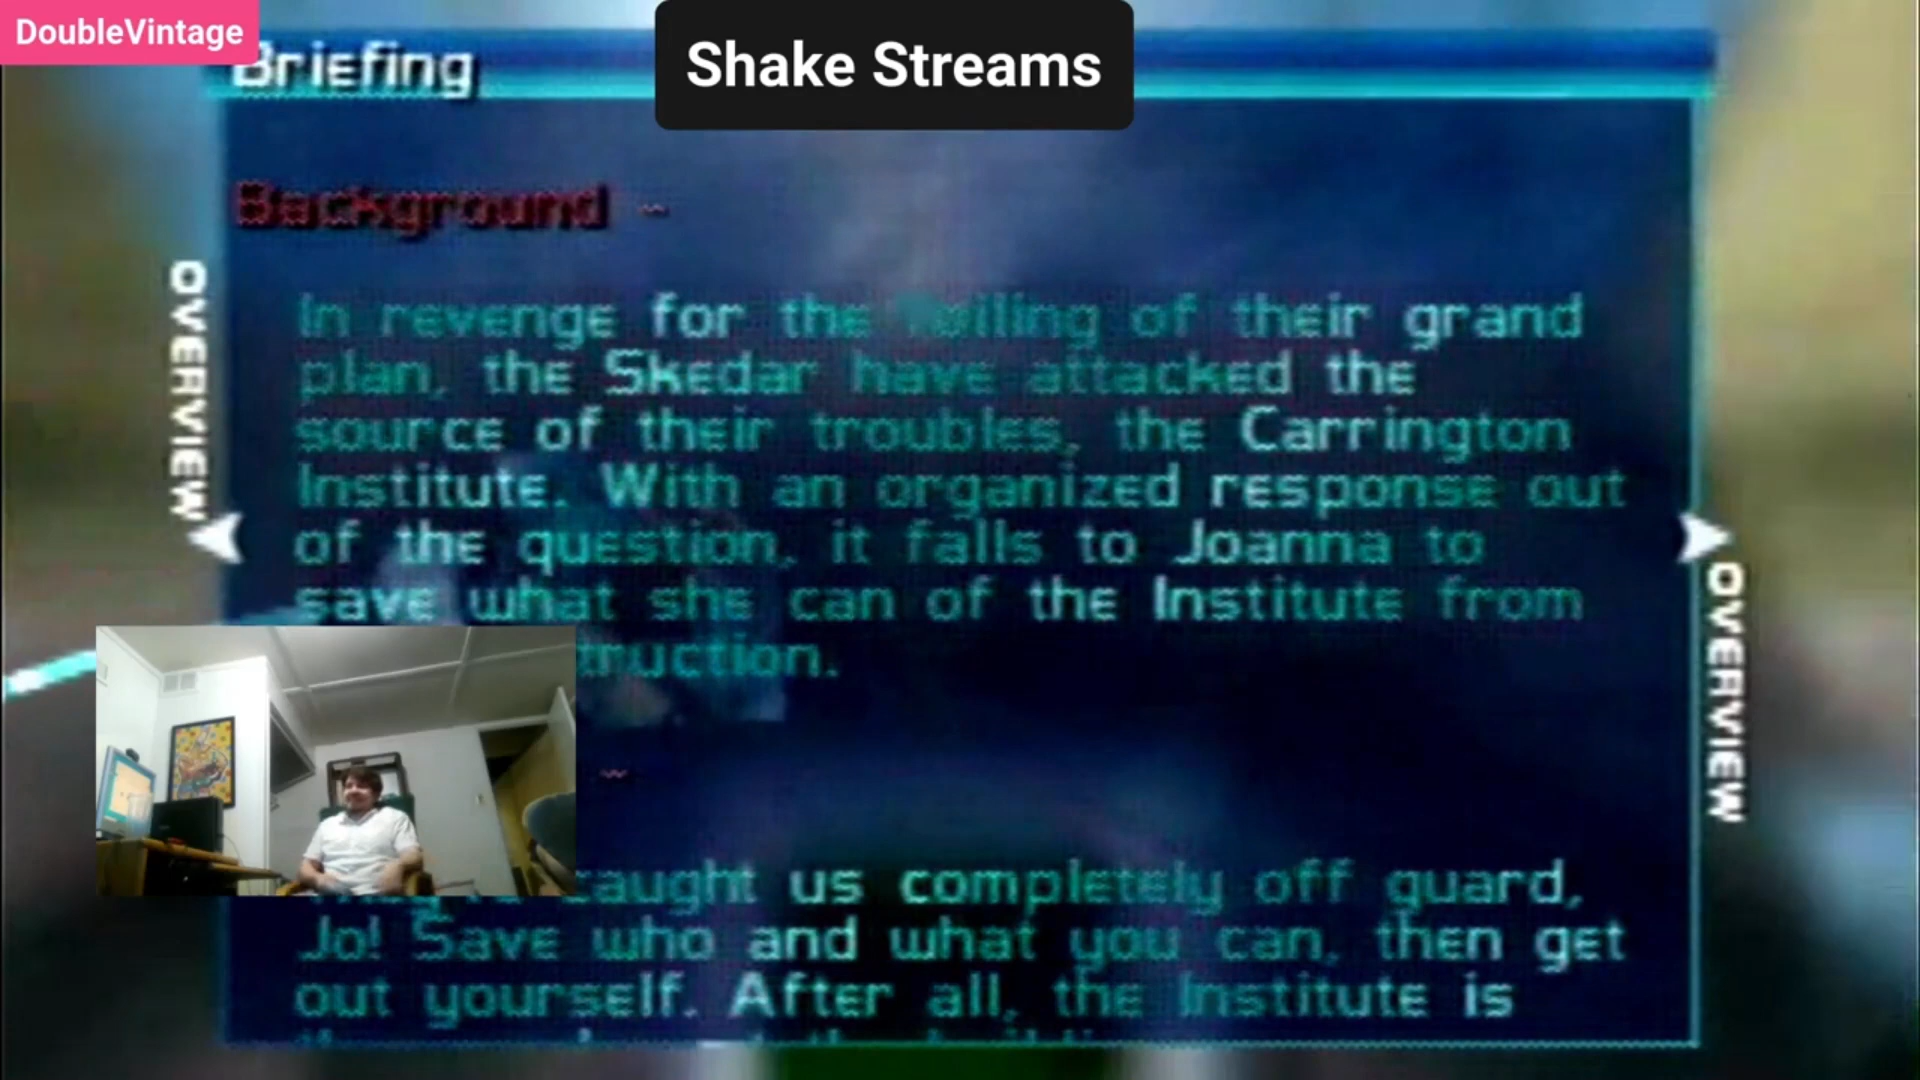 DoubleVintage
Shake Streams
Briefing
Background ~
OVERVIEW
In revenge for the foiling of their grand
plan, the Skedar have attacked the
source of their troubles, the Carrington
Institute. With an organized response out
of the question, it falls to Joanna to
save what she can of the Institute from
truction.
~
caught us completely off guard,
Jo! Save who and what you can, then get
out yourself. After all, the Institute is
OVERVIEW